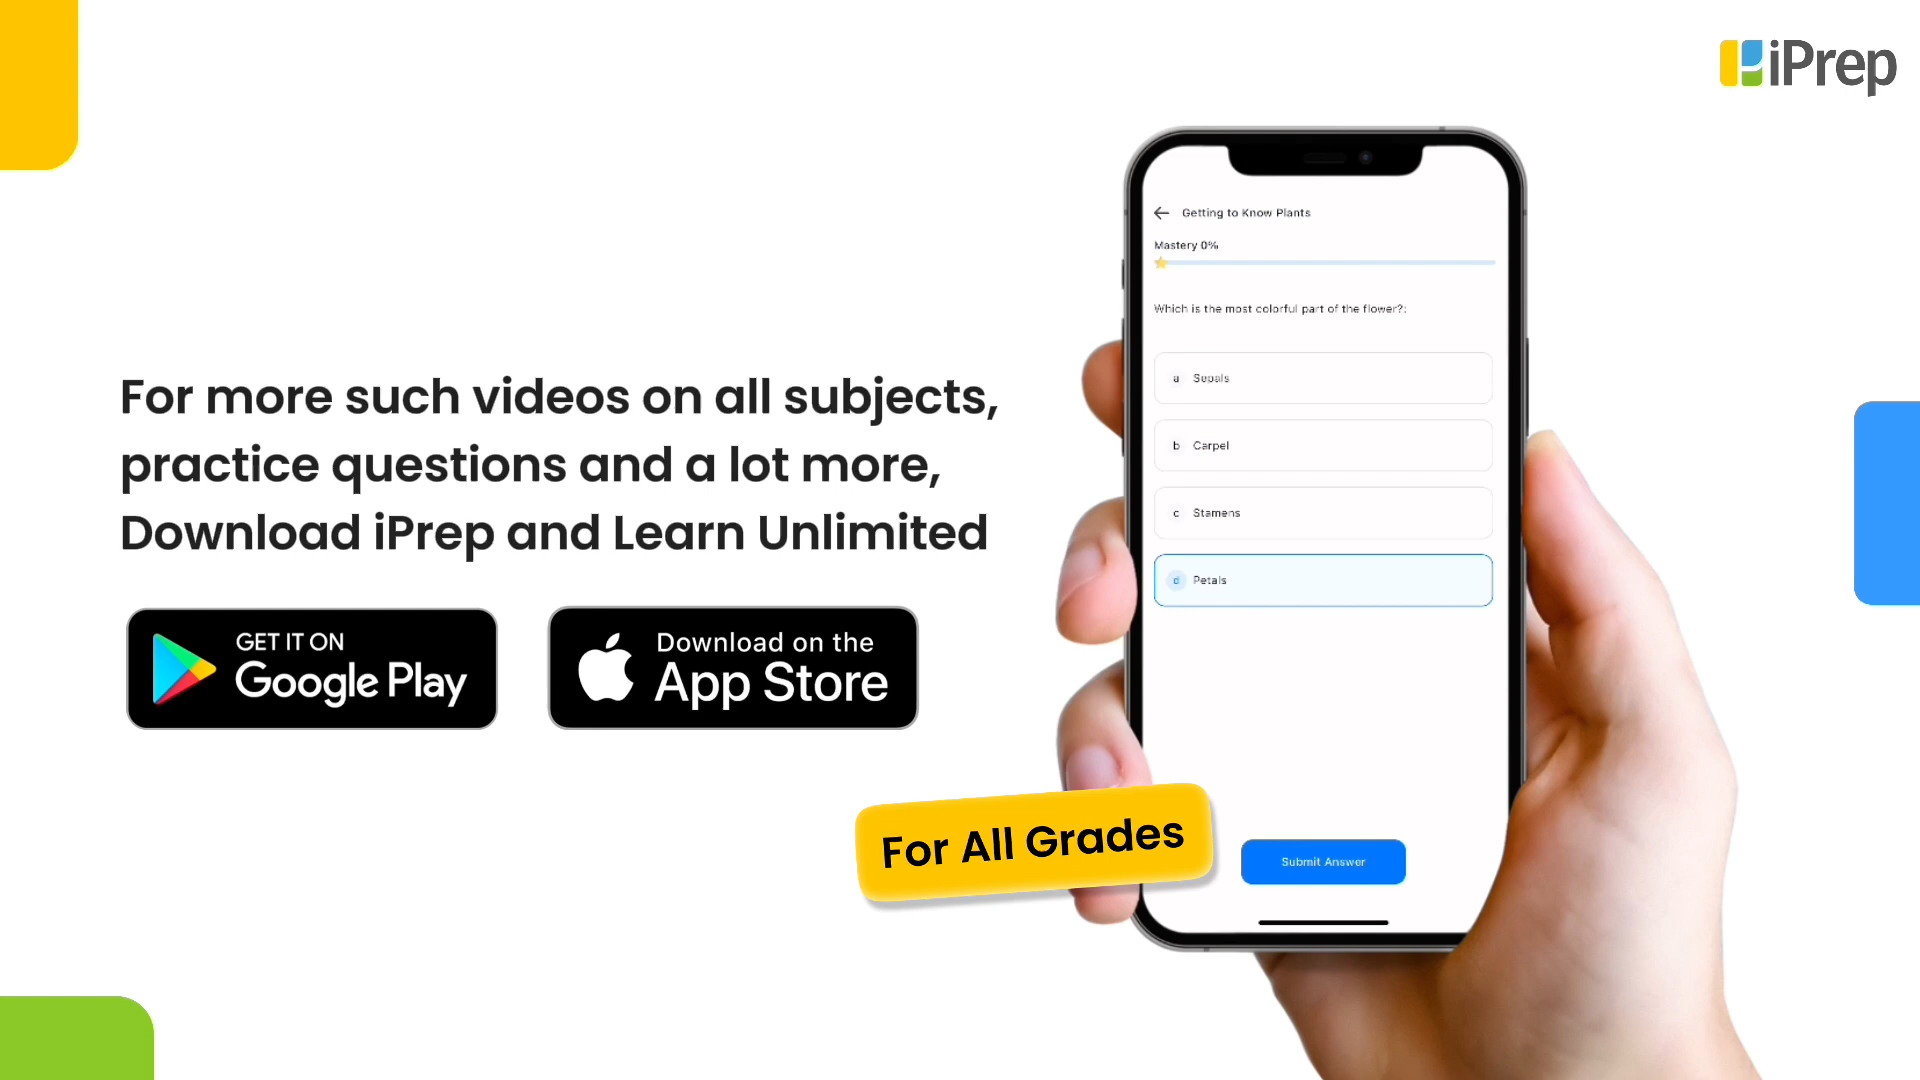 iPrep
Getting to Know Plants
Mastery 0%
Which is the most colorful part of the flower?:
a Sepals
b Carpel
c Stamens
d Petals
Submit Answer
For more such videos on all subjects,
practice questions and a lot more,
Download iPrep and Learn Unlimited
GET IT ON
Google Play
Download on the
App Store
For All Grades